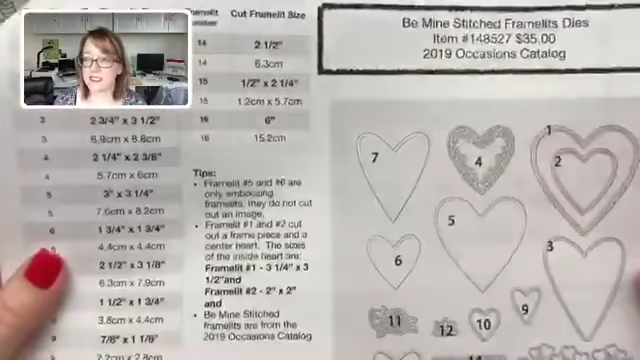 Framelit
Number
Cut Framelit Size
14 2 1/2"
14 6.3cm
15 1/2" x 2 1/4"
15 1.2cm x 5.7cm
16 6"
16 15.2cm
3 2 3/4" x 3 1/2"
3 6.9cm x 8.8cm
4 2 1/4" x 2 3/8"
4 5.7cm x 6cm
5 3" x 3 1/4"
5 7.6cm x 8.2cm
6 1 3/4" x 1 3/4"
4.4cm x 4.4cm
2 1/2" x 3 1/8"
6.3cm x 7.9cm
1 1/2" x 1 3/4"
3.8cm x 4.4cm
9 7/8" x 1 1/8"
9 2.2cm x 2.8cm
Tips:
• Framelit #5 and #6 are
only embossing
framelits, they do not cut
out an image.
• Framelit #1 and #2 cut
out a frame piece and a
center heart. The sizes
of the inside heart are:
Framelit #1 - 3 1/4" x 3
1/2"and
Framelit #2 - 2" x 2"
and
• Be Mine Stitched
framelits are from the
2019 Occasions Catalog
Be Mine Stitched Framelits Dies
Item #148527 $35.00
2019 Occasions Catalog
1
7
4
2
5
3
6
9
11
12
10